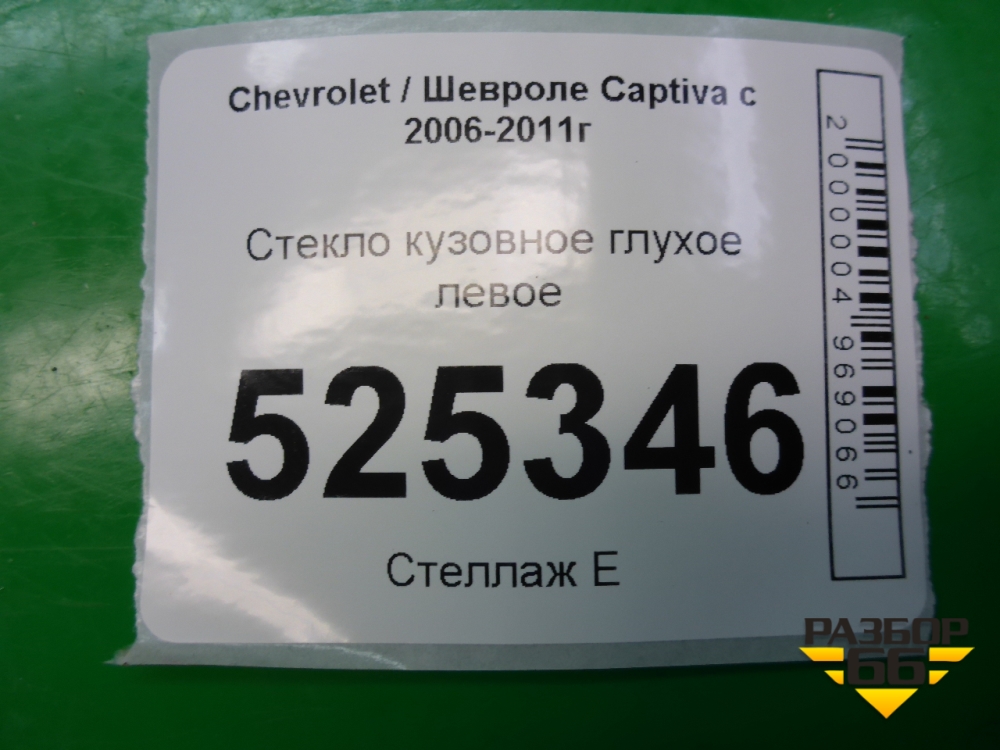 Chevrolet / Шевроле Captiva с
2006-2011г
Стекло кузовное глухое
левое
525346
Стеллаж Е
2000004969066
РАЗБОР
66